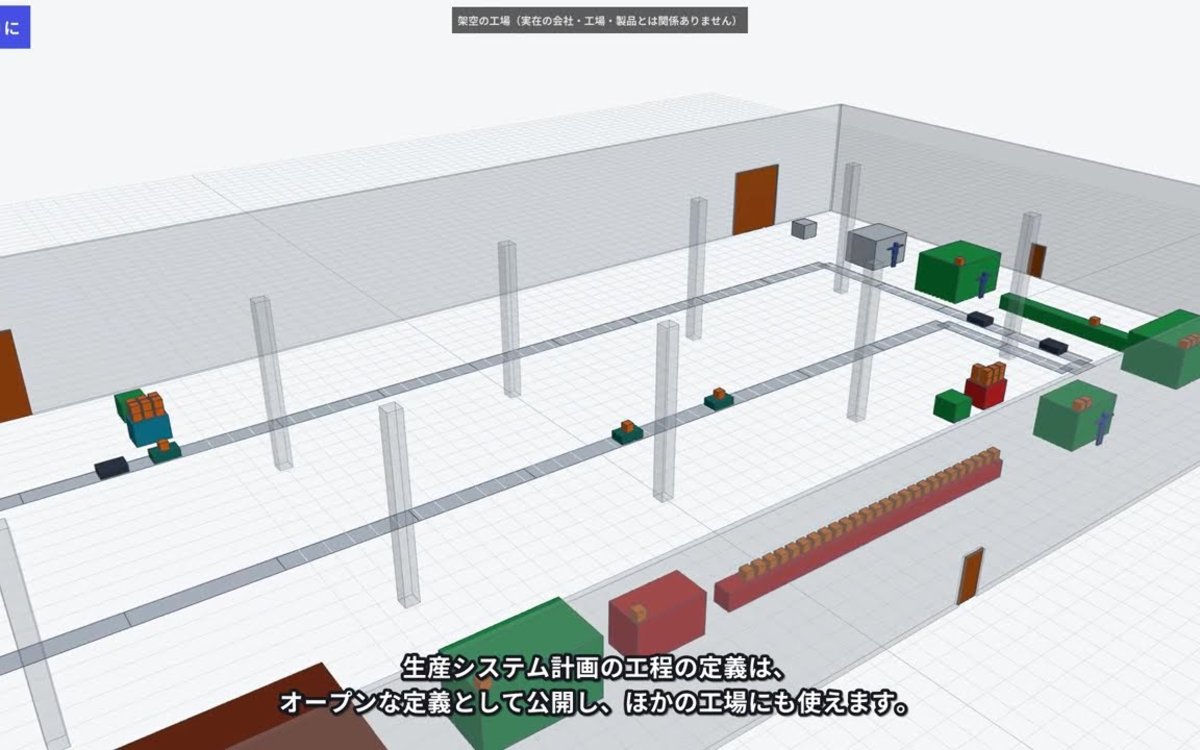 に
架空の工場（実在の会社・工場・製品とは関係ありません）
生産システム計画の工程の定義は、
オープンな定義として公開し、ほかの工場にも使えます。